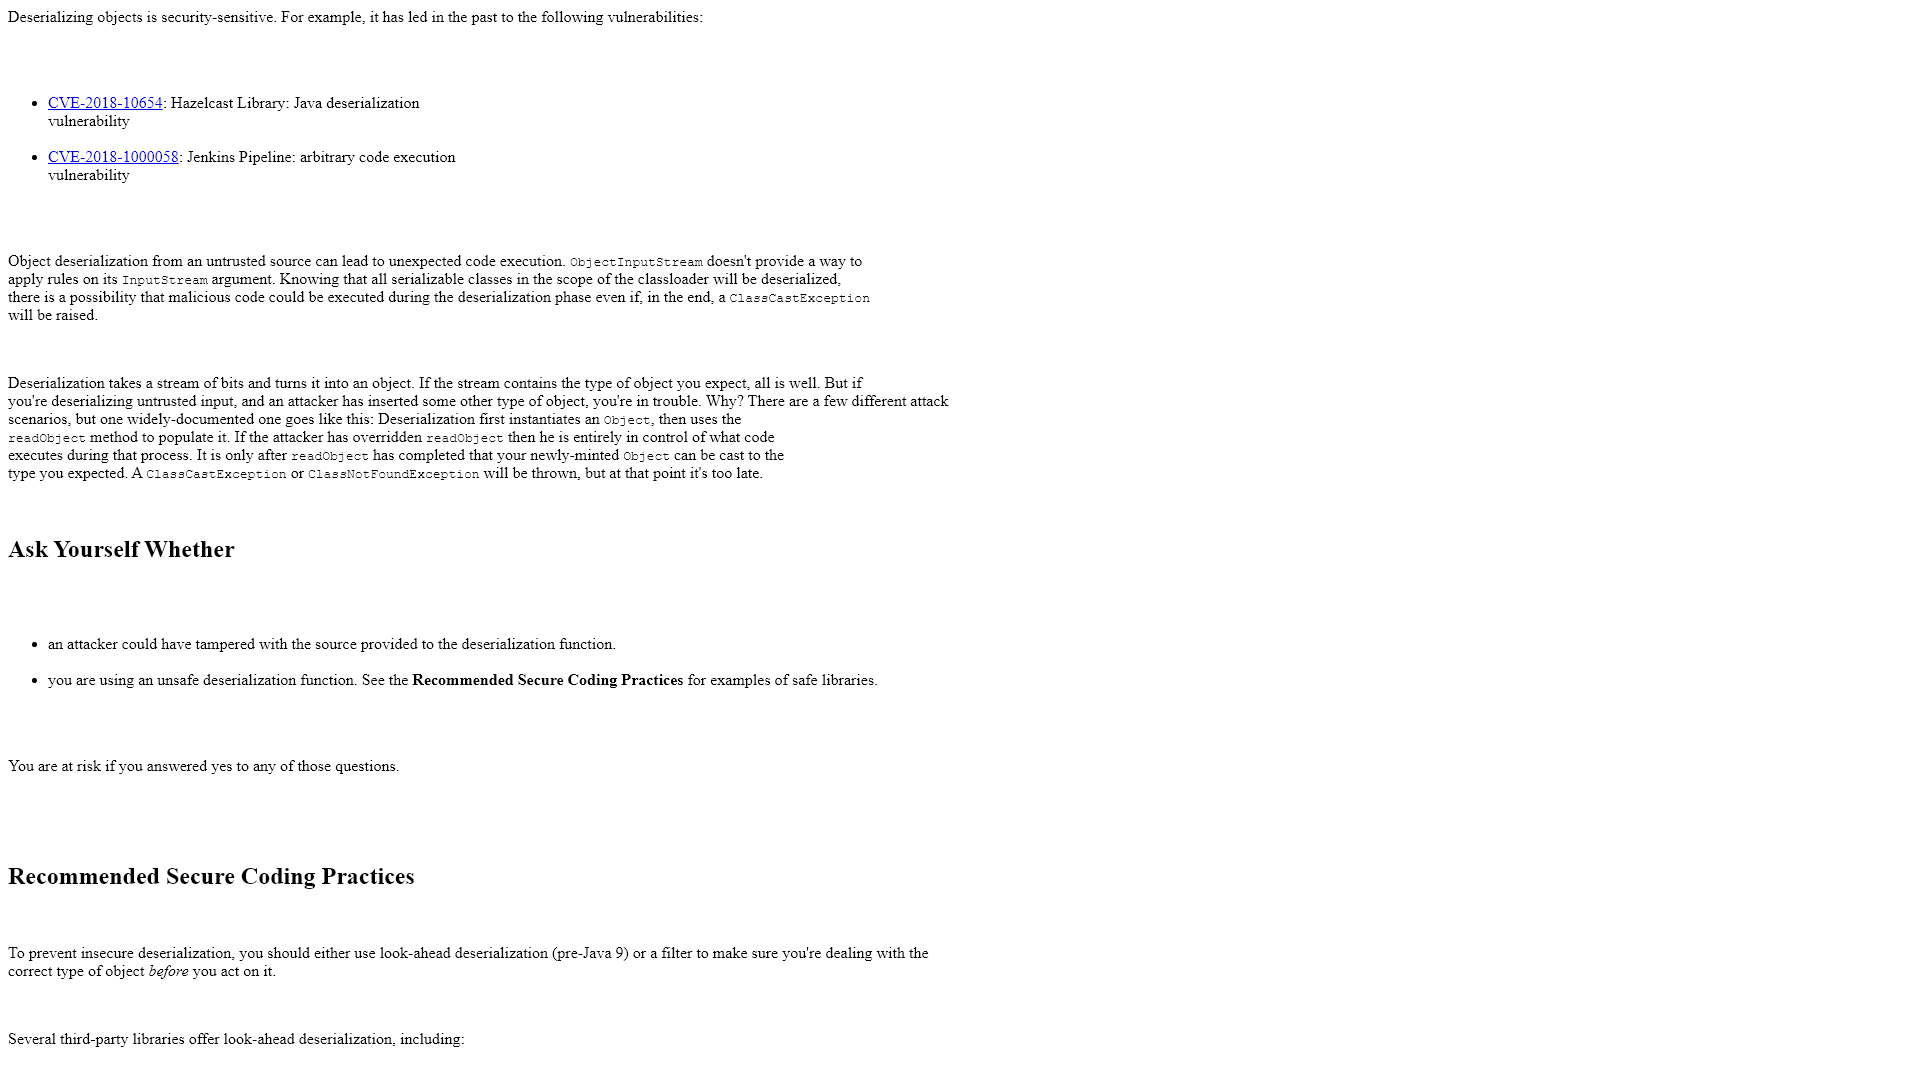 Deserializing objects is security-sensitive. For example, it has led in the past to the following vulnerabilities:
CVE-2018-10654: Hazelcast Library: Java deserialization
vulnerability
CVE-2018-1000058: Jenkins Pipeline: arbitrary code execution
vulnerability
Object deserialization from an untrusted source can lead to unexpected code execution. ObjectInputStream doesn't provide a way to
apply rules on its InputStream argument. Knowing that all serializable classes in the scope of the classloader will be deserialized,
there is a possibility that malicious code could be executed during the deserialization phase even if, in the end, a ClassCastException
will be raised.
Deserialization takes a stream of bits and turns it into an object. If the stream contains the type of object you expect, all is well. But if
you're deserializing untrusted input, and an attacker has inserted some other type of object, you're in trouble. Why? There are a few different attack
scenarios, but one widely-documented one goes like this: Deserialization first instantiates an Object, then uses the
readObject method to populate it. If the attacker has overridden readObject then he is entirely in control of what code
executes during that process. It is only after readObject has completed that your newly-minted Object can be cast to the
type you expected. A ClassCastException or ClassNotFoundException will be thrown, but at that point it's too late.
Ask Yourself Whether
an attacker could have tampered with the source provided to the deserialization function.
you are using an unsafe deserialization function. See the Recommended Secure Coding Practices for examples of safe libraries.
You are at risk if you answered yes to any of those questions.
Recommended Secure Coding Practices
To prevent insecure deserialization, you should either use look-ahead deserialization (pre-Java 9) or a filter to make sure you're dealing with the
correct type of object before you act on it.
Several third-party libraries offer look-ahead deserialization, including: